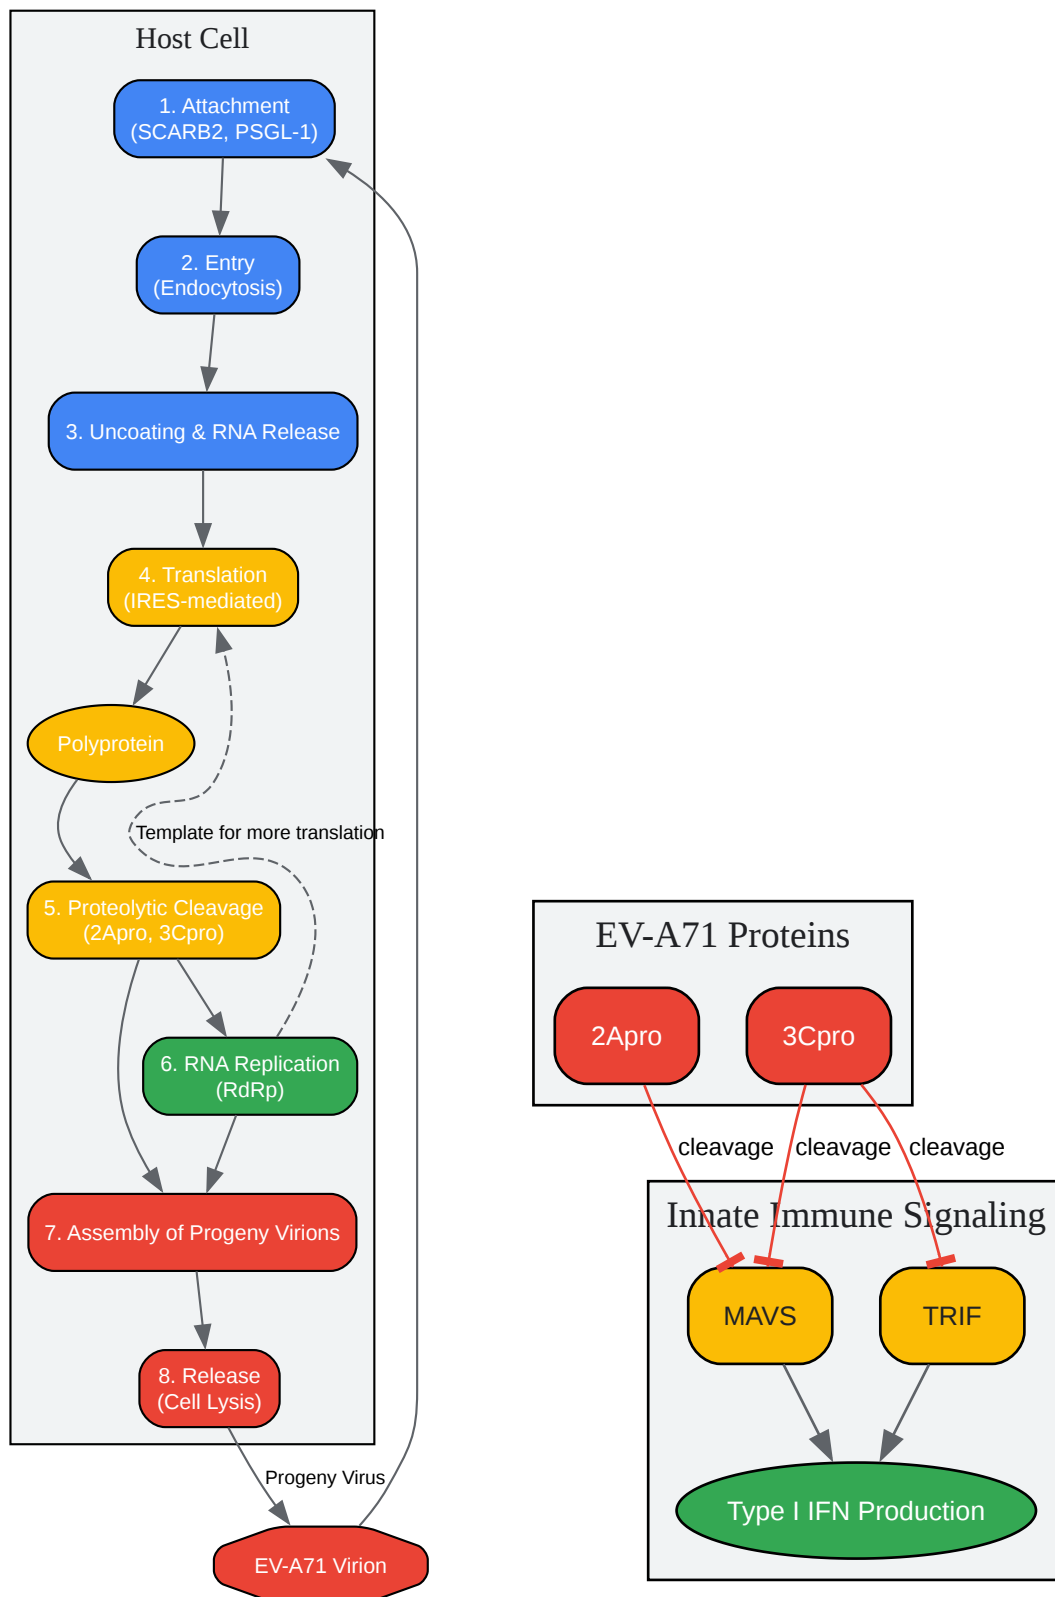 Host Cell
1. Attachment
(SCARB2, PSGL-1)
2. Entry
(Endocytosis)
3. Uncoating & RNA Release
4. Translation
(IRES-mediated)
Polyprotein
Template for more translation
5. Proteolytic Cleavage
(2Apro, 3Cpro)
6. RNA Replication
(RdRp)
7. Assembly of Progeny Virions
8. Release
(Cell Lysis)
Progeny Virus
EV-A71 Virion
EV-A71 Proteins
2Apro
3Cpro
cleavage
cleavage
cleavage
Innate Immune Signaling
MAVS
TRIF
Type I IFN Production